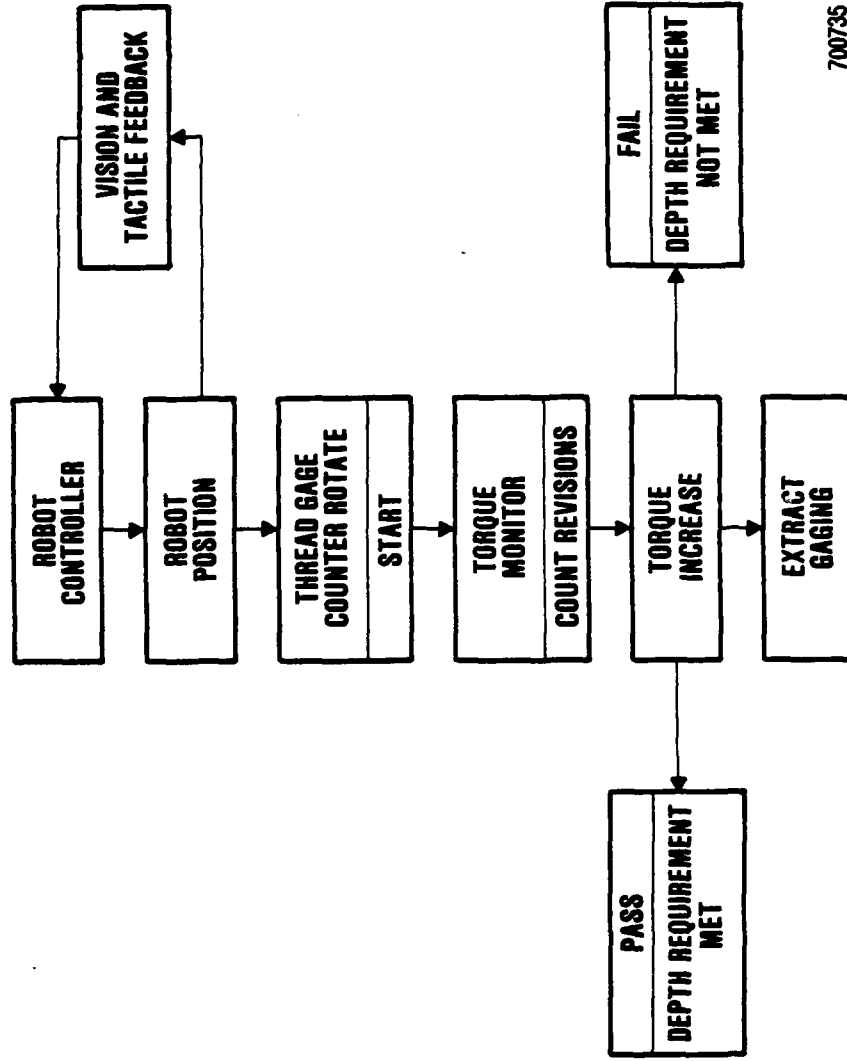 ROBOT
CONTROLLER
VISION AND
TACTILE FEEDBACK
ROBOT
POSITION
THREAD GAGE
COUNTER ROTATE
START
TORQUE
MONITOR
COUNT REVISIONS
TORQUE
INCREASE
PASS
DEPTH REQUIREMENT
MET
FAIL
DEPTH REQUIREMENT
NOT MET
EXTRACT
GAGING
700735